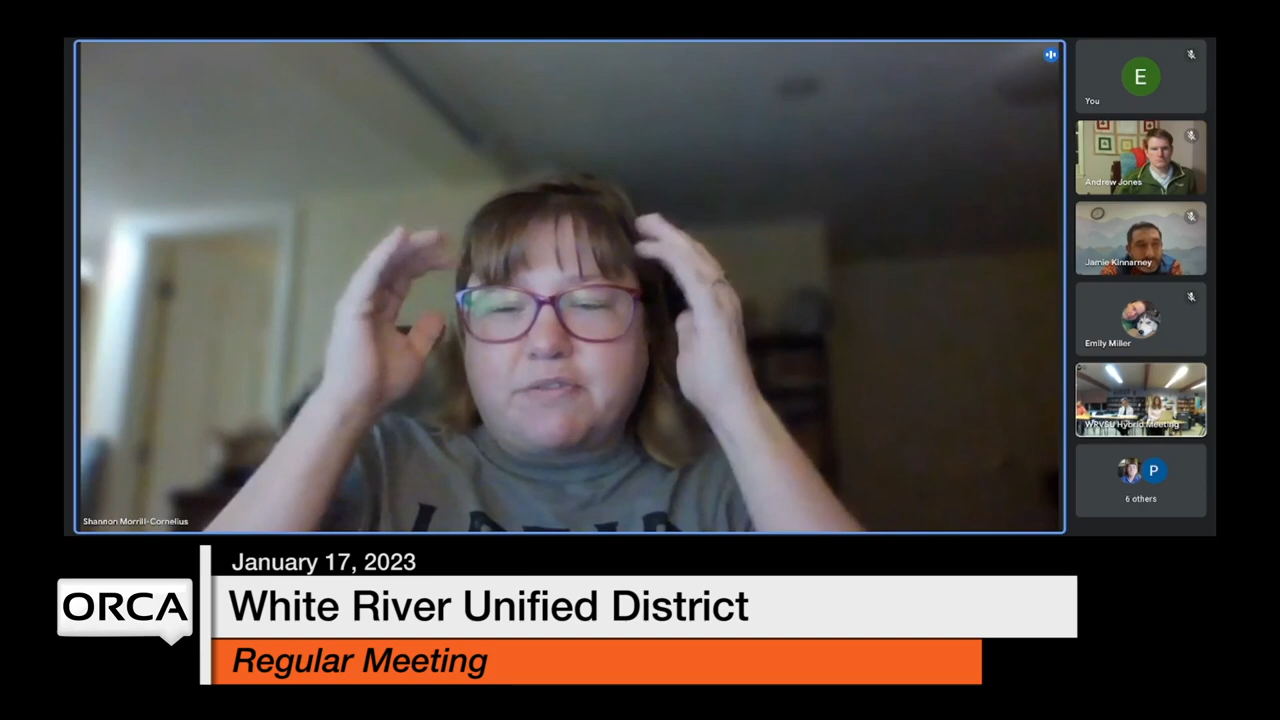 E
You
Andrew Jones
Jamie Kinnarney
Emily Miller
WRVSU Hybrid Meeting
P
6 others
Shannon Morrill-Cornelius
January 17, 2023
ORCA
White River Unified District
Regular Meeting